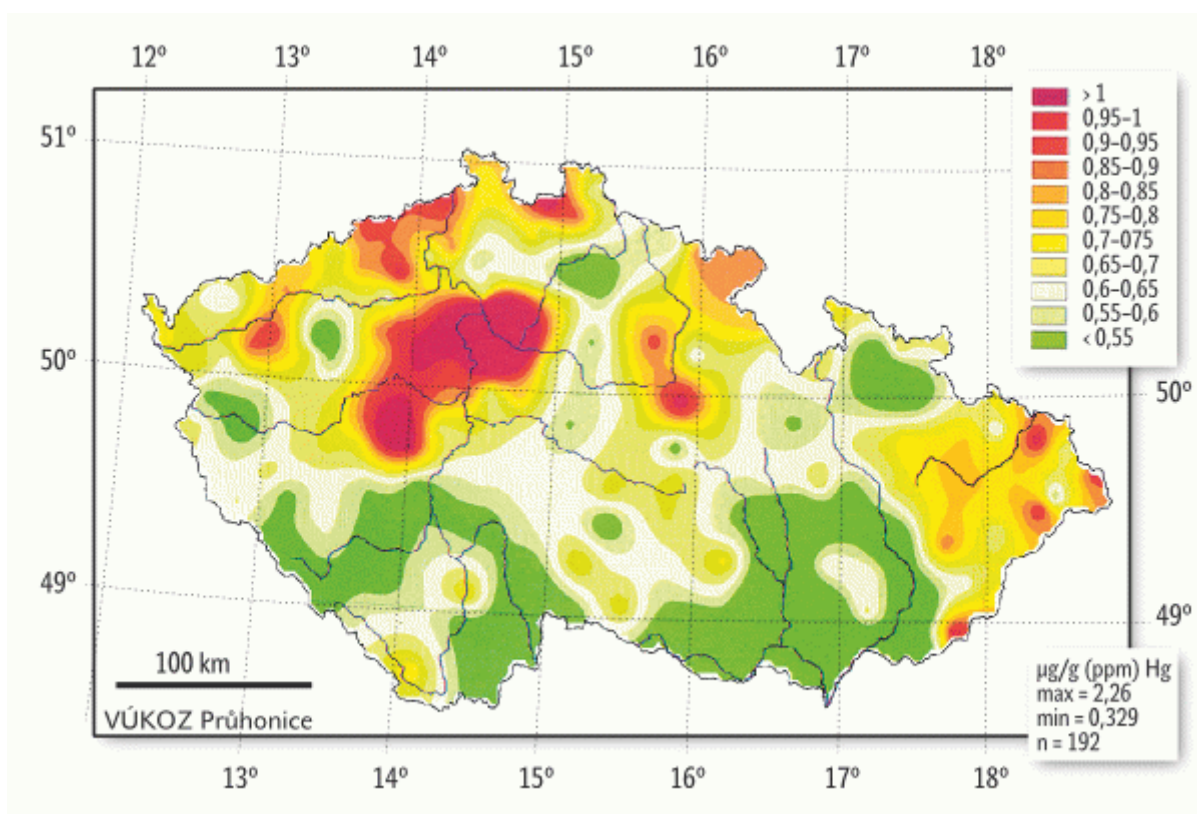 12º 13º 14º 15º 16º 17º 18º
51º
50º
49º
50º
49º
> 1
0,95–1
0,9–0,95
0,85–0,9
0,8–0,85
0,75–0,8
0,7–075
0,65–0,7
0,6–0,65
0,55–0,6
< 0,55
100 km
VÚKOZ Průhonice
µg/g (ppm) Hg
max = 2,26
min = 0,329
n = 192
13º 14º 15º 16º 17º 18º